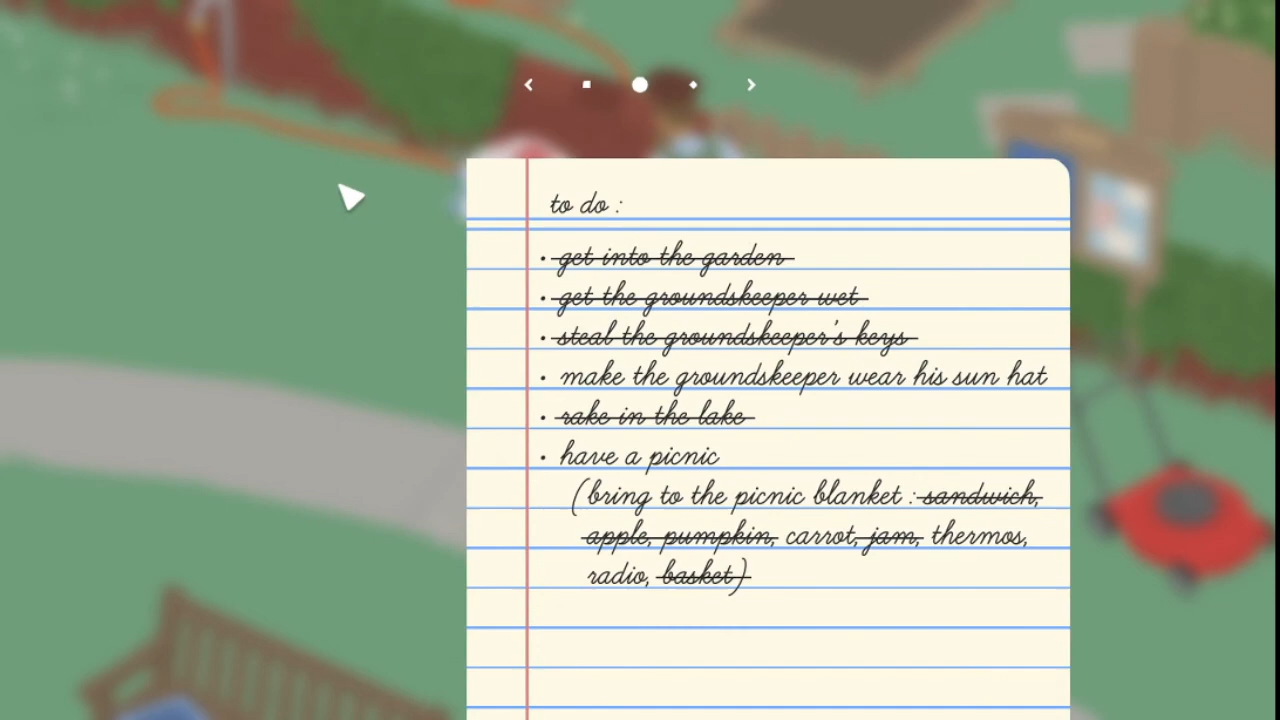 to do :
• get into the garden
• get the groundskeeper wet
• steal the groundskeeper's keys
• make the groundskeeper wear his sun hat
• rake in the lake
• have a picnic
(bring to the picnic blanket : sandwich,
apple, pumpkin, carrot, jam, thermos,
radio, basket)